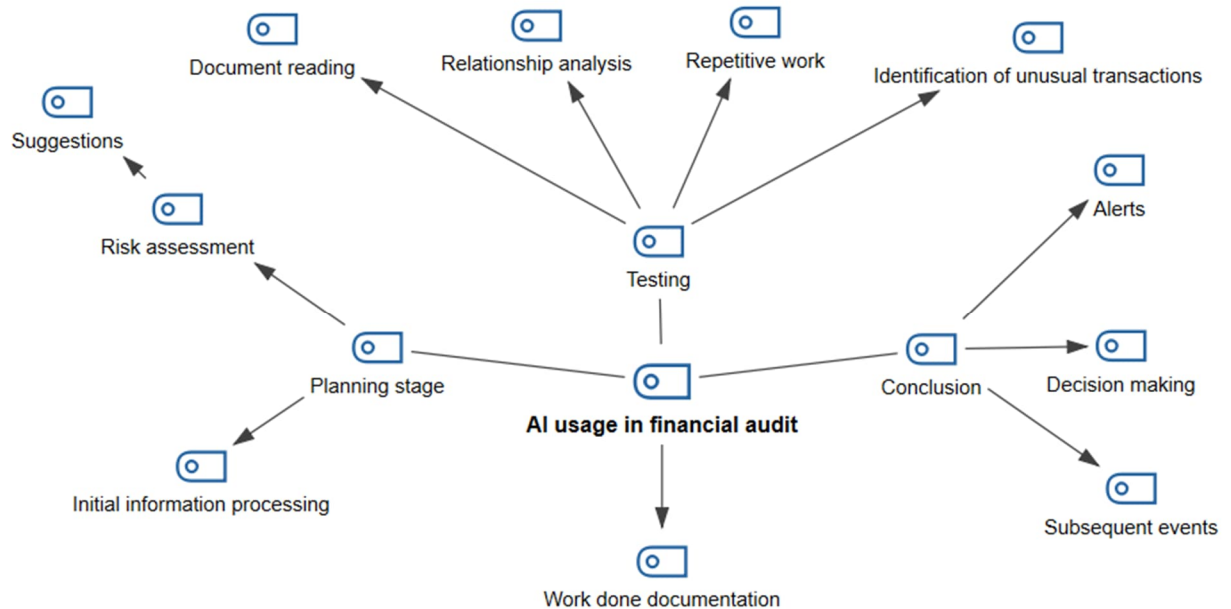 Document reading
Relationship analysis
Repetitive work
Identification of unusual transactions
Suggestions
Alerts
Risk assessment
Testing
Planning stage
Conclusion
Decision making
AI usage in financial audit
Initial information processing
Subsequent events
Work done documentation